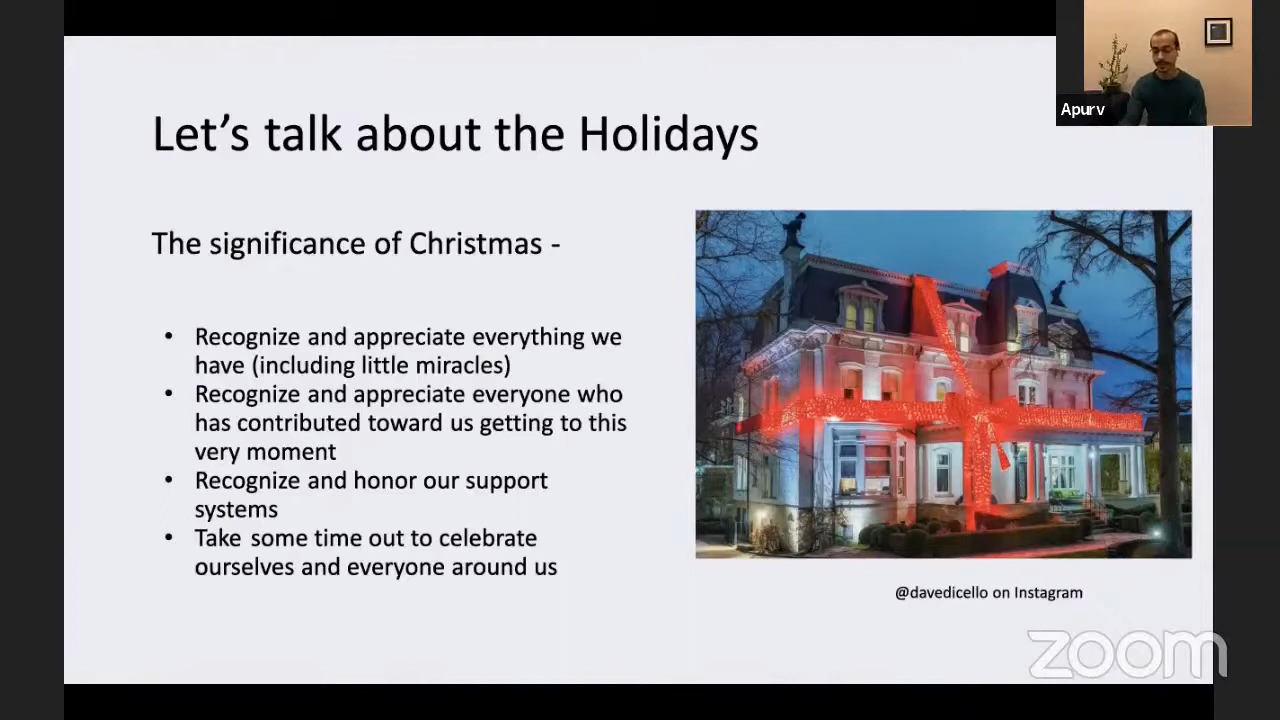 Let's talk about the Holidays
Apurv
The significance of Christmas -
• Recognize and appreciate everything we
have (including little miracles)
• Recognize and appreciate everyone who
has contributed toward us getting to this
very moment
• Recognize and honor our support
systems
• Take some time out to celebrate
ourselves and everyone around us
@davedicello on Instagram
zoom